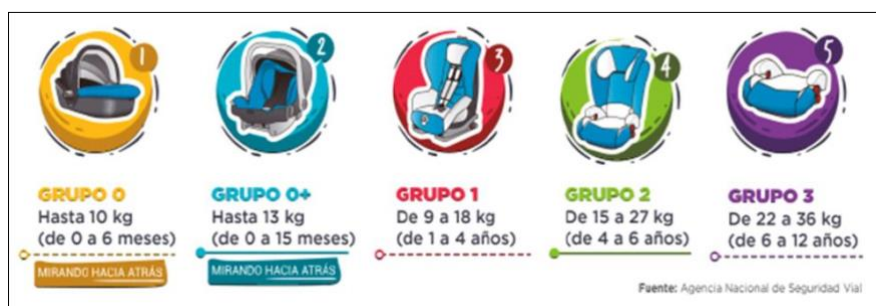 1
2
3
4
5
GRUPO 0
Hasta 10 kg
(de 0 a 6 meses)
MIRANDO HACIA ATRÁS
GRUPO 0+
Hasta 13 kg
(de 0 a 15 meses)
MIRANDO HACIA ATRÁS
GRUPO 1
De 9 a 18 kg
(de 1 a 4 años)
GRUPO 2
De 15 a 27 kg
(de 4 a 6 años)
GRUPO 3
De 22 a 36 kg
(de 6 a 12 años)
Fuente: Agencia Nacional de Seguridad Vial